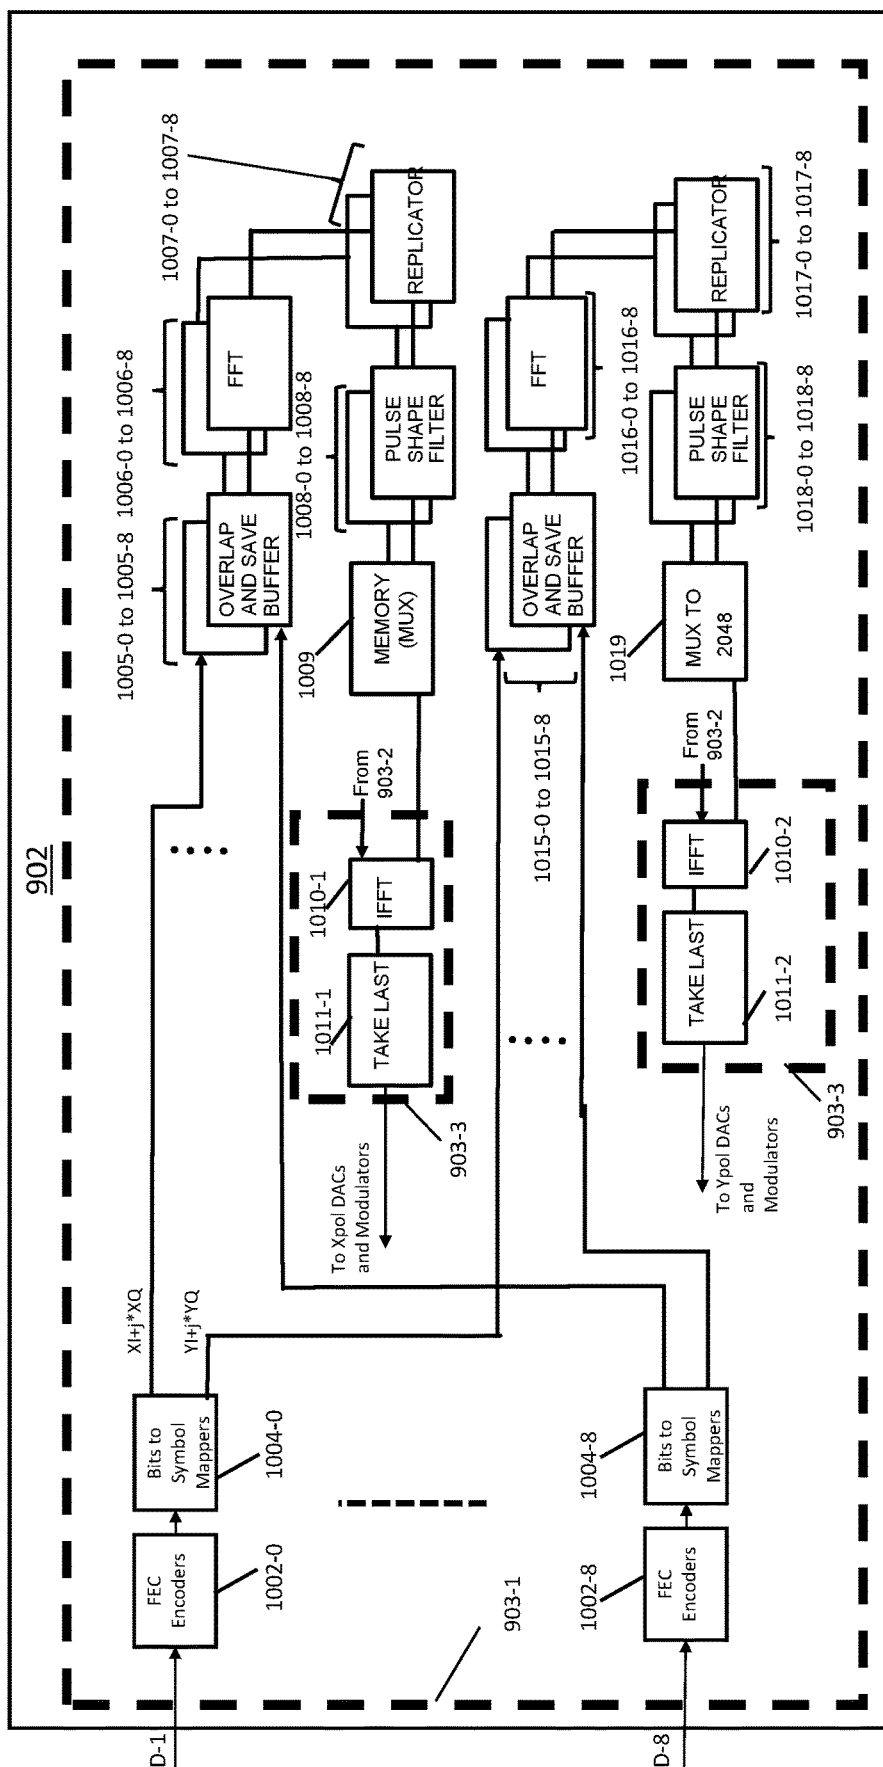 902
D-1
FEC
Encoders
1002-0
Bits to
Symbol
Mappers
1004-0
XI+j*XQ
YI+j*YQ
1005-0 to 1005-8
OVERLAP
AND SAVE
BUFFER
1006-0 to 1006-8
FFT
1007-0 to 1007-8
REPLICATOR
1008-0 to 1008-8
PULSE
SHAPE
FILTER
1009
MEMORY
(MUX)
From
903-2
1010-1
IFFT
1011-1
TAKE LAST
903-3
To Xpol DACs
and Modulators
OVERLAP
AND SAVE
BUFFER
1015-0 to 1015-8
FFT
1016-0 to 1016-8
REPLICATOR
1017-0 to 1017-8
PULSE
SHAPE
FILTER
1018-0 to 1018-8
1019
MUX TO
2048
From
903-2
IFFT
1010-2
TAKE LAST
1011-2
903-3
To Ypol DACs
and
Modulators
903-1
D-8
FEC
Encoders
1002-8
Bits to
Symbol
Mappers
1004-8